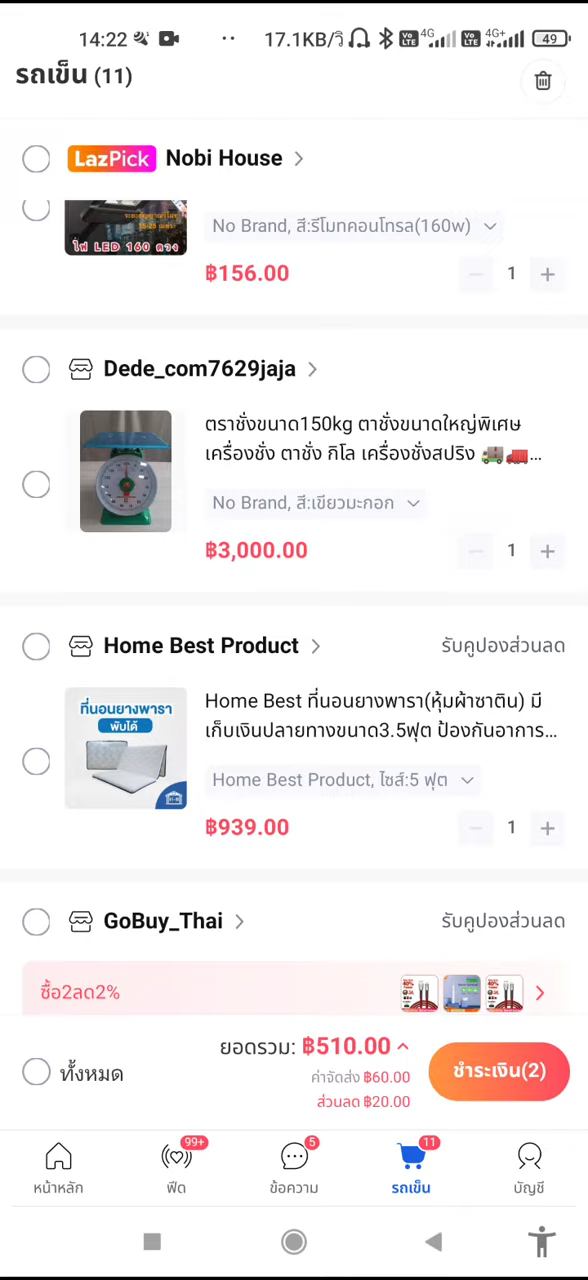 14:22 17.1KB/วิ Vo LTE 4G Vo LTE 4G+ 49
รถเข็น (11)
LazPick Nobi House
ไฟ LED 160 ดวง
No Brand, สี:รีโมทคอนโทรล(160w)
฿156.00 1
Dede_com7629jaja
ตราชั่งขนาด150kg ตาชั่งขนาดใหญ่พิเศษ
เครื่องชั่ง ตาชั่ง กิโล เครื่องชั่งสปริง 🚚🚛...
No Brand, สี:เขียวมะกอก
฿3,000.00 1
Home Best Product รับคูปองส่วนลด
ที่นอนยางพารา
พับได้
Home Best ที่นอนยางพารา(หุ้มผ้าซาติน) มี
เก็บเงินปลายทางขนาด3.5ฟุต ป้องกันอาการ...
Home Best Product, ไซส์:5 ฟุต
฿939.00 1
GoBuy_Thai รับคูปองส่วนลด
ซื้อ2ลด2%
ทั้งหมด
ยอดรวม: ฿510.00
ค่าจัดส่ง ฿60.00
ส่วนลด ฿20.00
ชำระเงิน(2)
99+ 5 11
หน้าหลัก ฟีด ข้อความ รถเข็น บัญชี